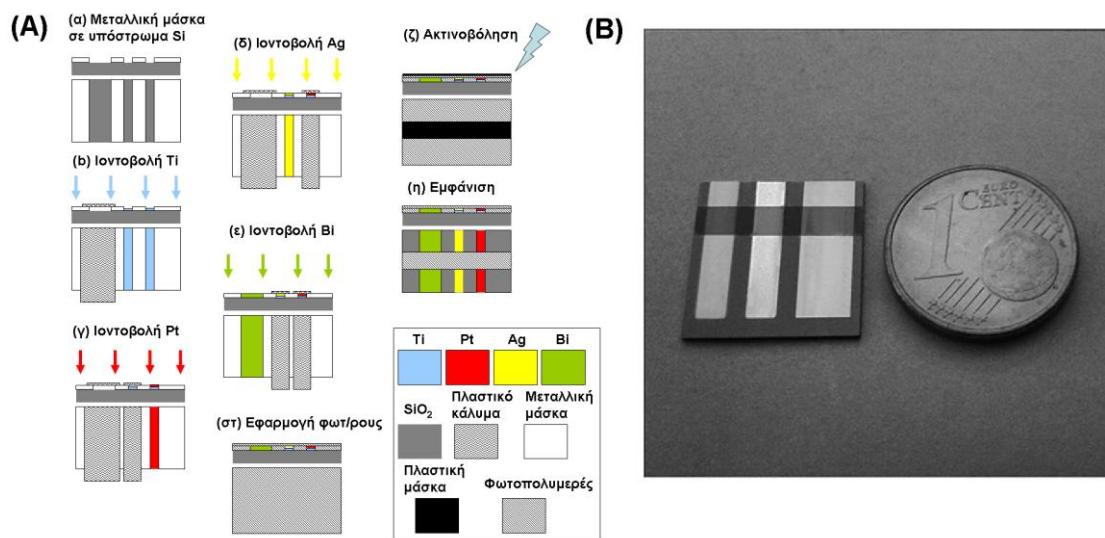 (A)
(α) Μεταλλική μάσκα
σε υπόστρωμα Si
(b) Ιοντοβολή Ti
(γ) Ιοντοβολή Pt
(δ) Ιοντοβολή Ag
(ε) Ιοντοβολή Bi
(στ) Εφαρμογή φωτ/ρους
(ζ) Ακτινοβόληση
(η) Εμφάνιση
Ti Pt Ag Bi
SiO2 Πλαστικό κάλυμα Μεταλλική μάσκα
Πλαστική μάσκα Φωτοπολυμερές
(B)
1 EURO
CENT